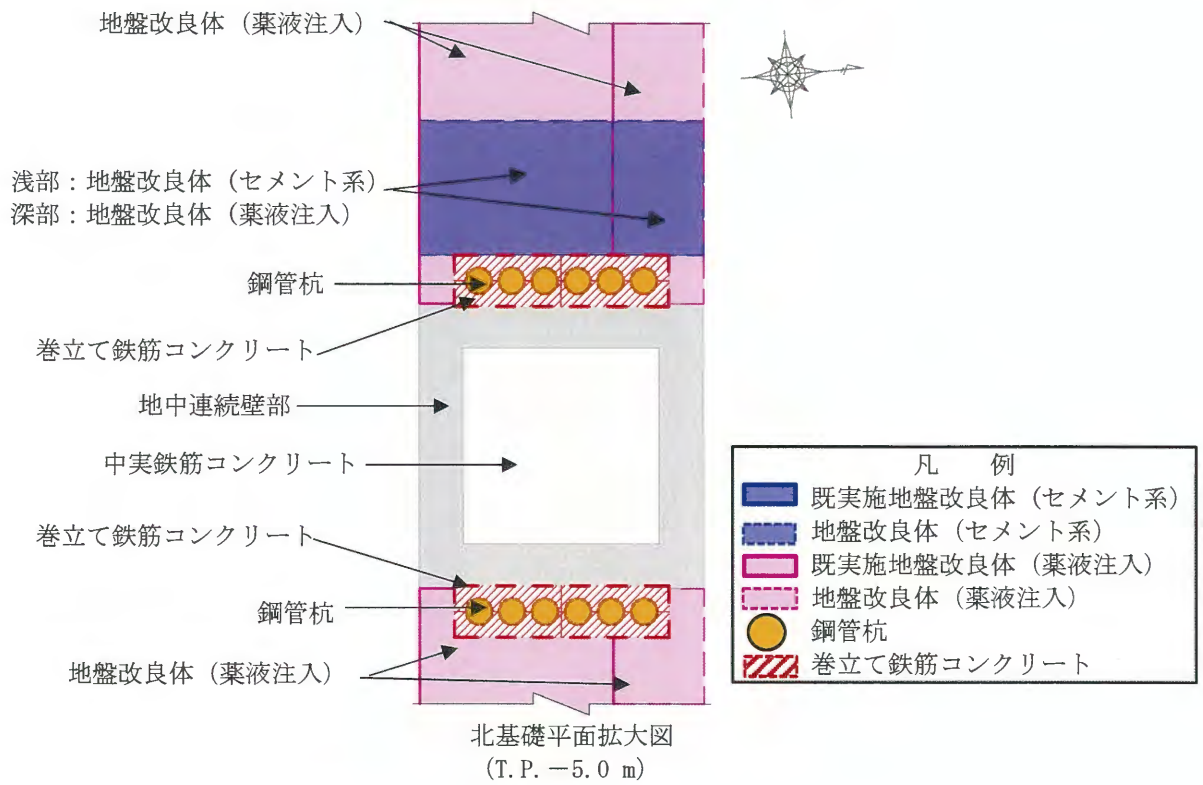 地盤改良体（薬液注入）
浅部：地盤改良体（セメント系）
深部：地盤改良体（薬液注入）
鋼管杭
巻立て鉄筋コンクリート
地中連続壁部
中実鉄筋コンクリート
巻立て鉄筋コンクリート
鋼管杭
地盤改良体（薬液注入）
凡　例
既実施地盤改良体（セメント系）
地盤改良体（セメント系）
既実施地盤改良体（薬液注入）
地盤改良体（薬液注入）
鋼管杭
巻立て鉄筋コンクリート
北基礎平面拡大図
(T.P.－5.0 m)